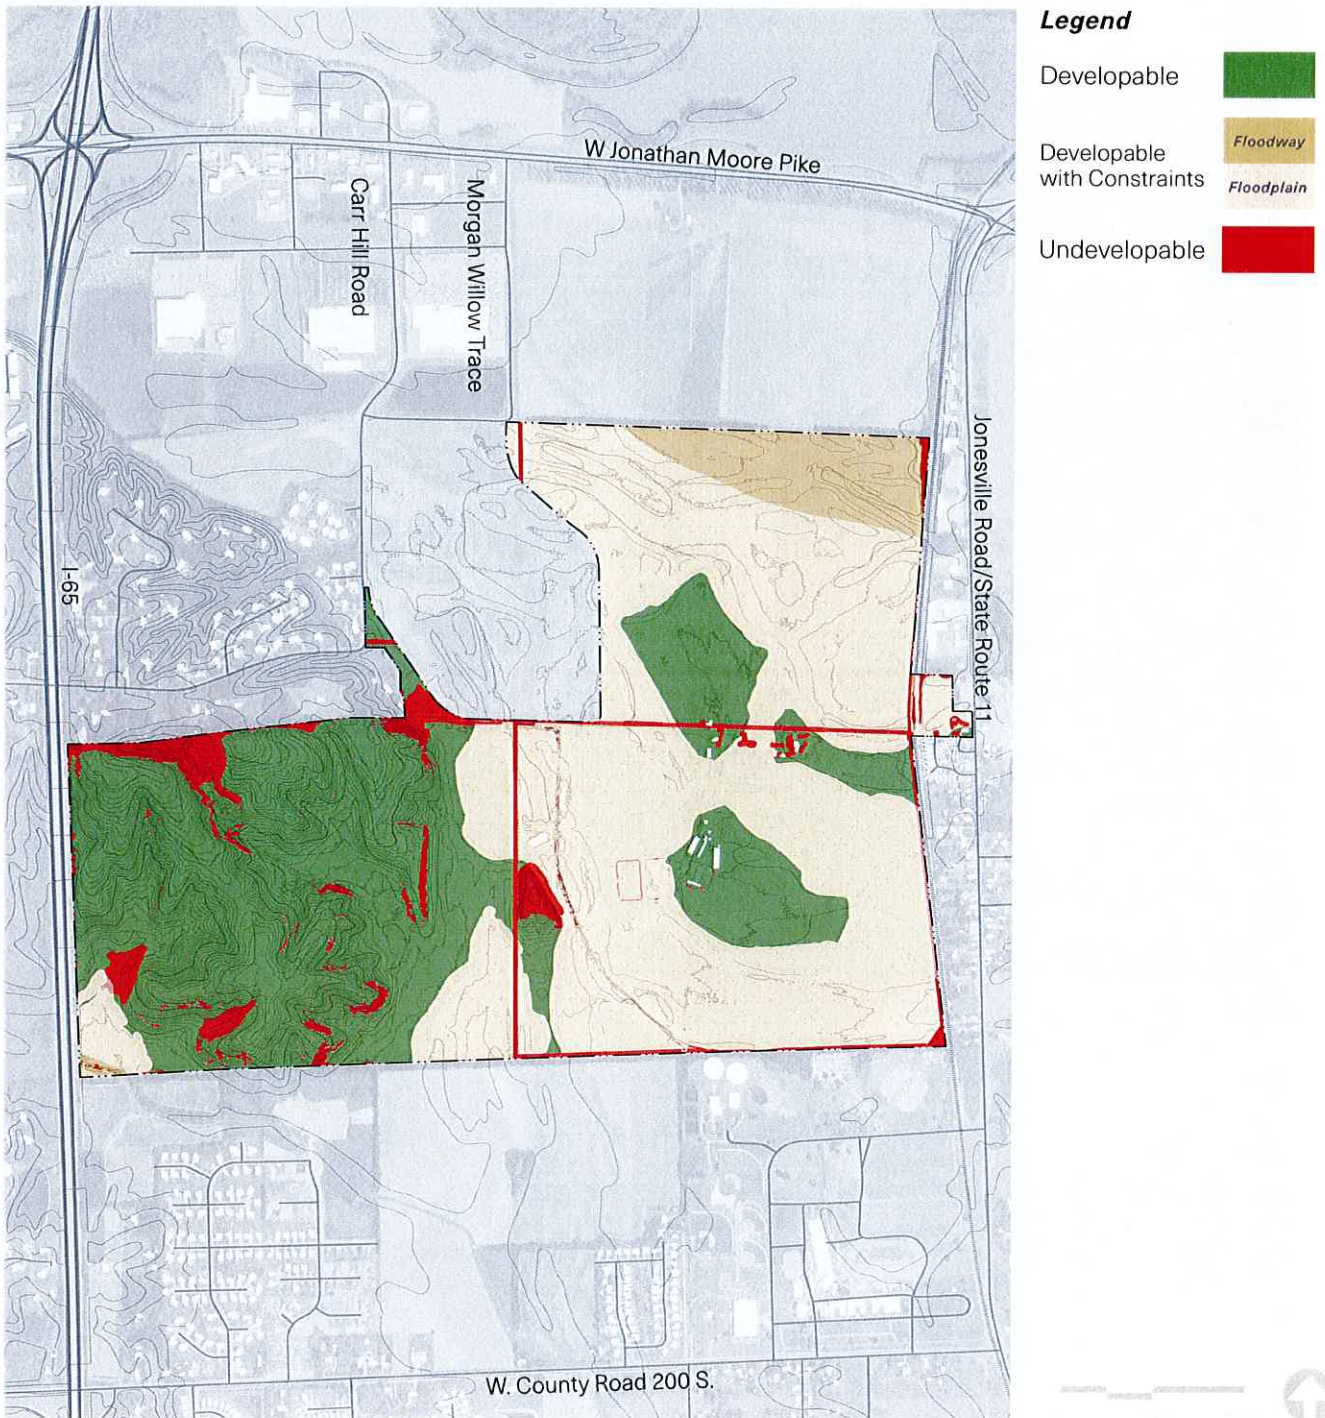 Legend
Developable
Developable
with Constraints
Floodway
Floodplain
Undevelopable
W Jonathan Moore Pike
Carr Hill Road
Morgan Willow Trace
Jonesville Road/State Route 11
I-65
W. County Road 200 S.